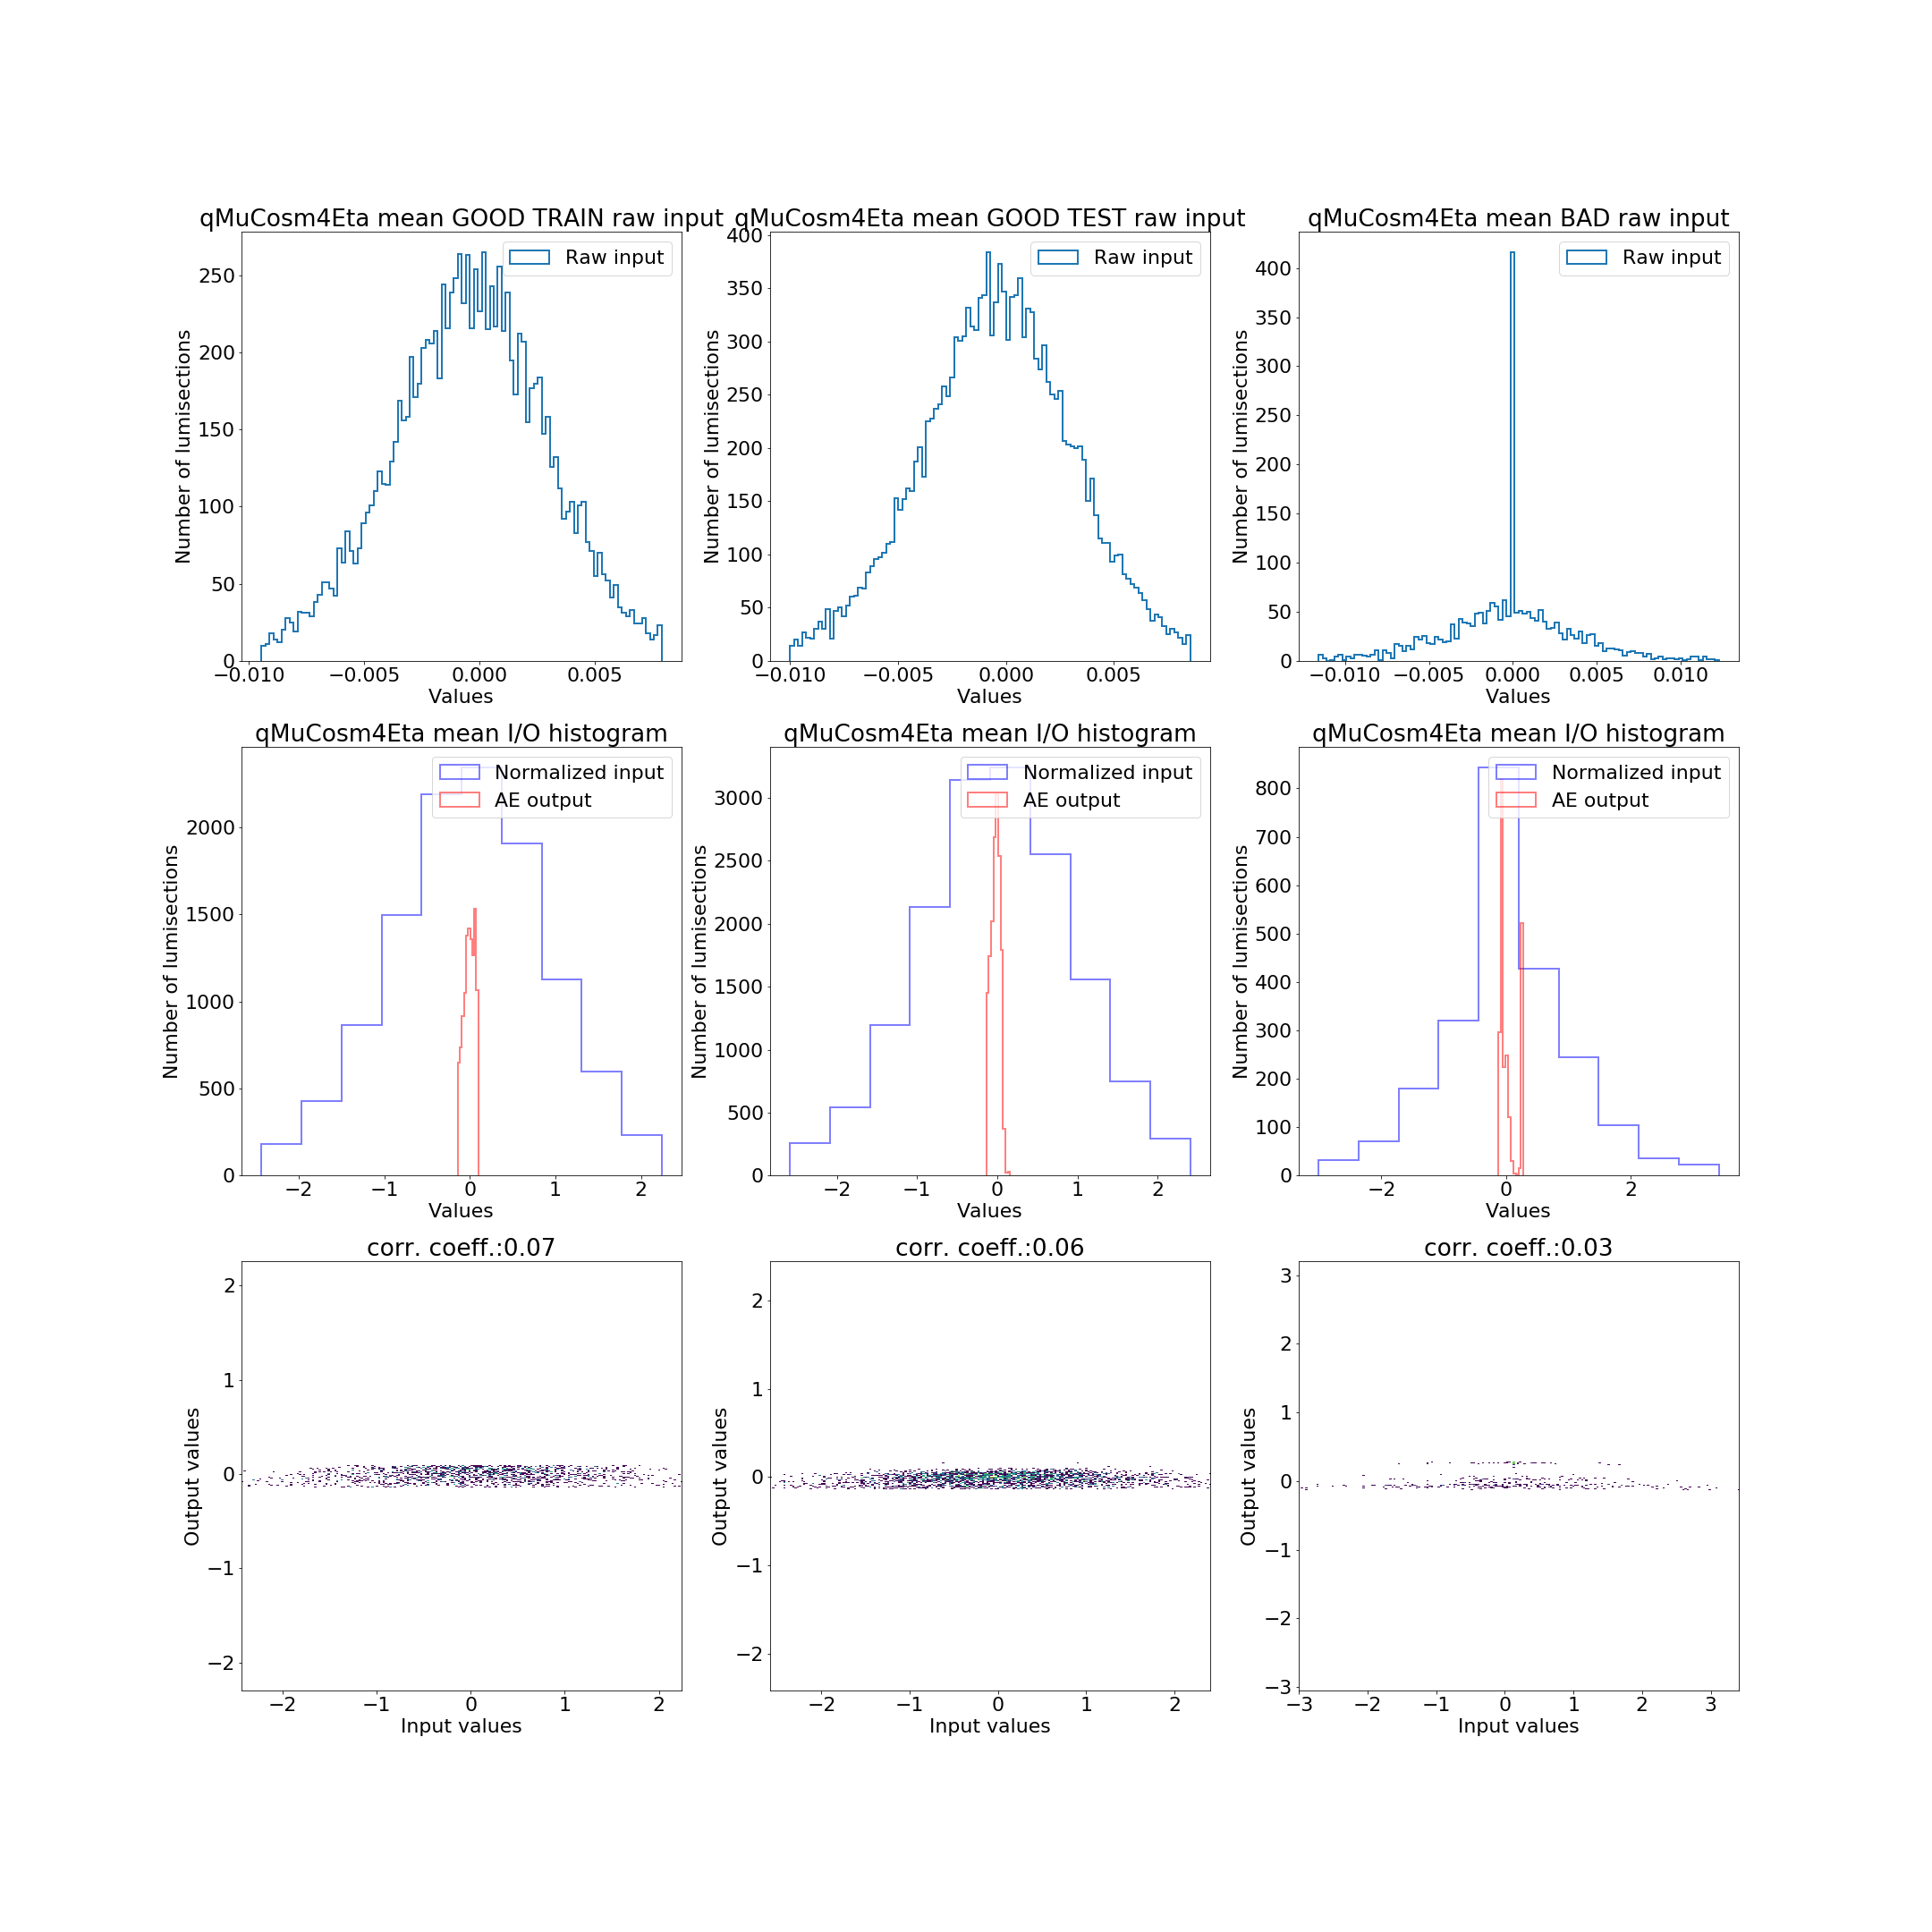 qMuCosm4Eta mean GOOD TRAIN raw input
Raw input
Number of lumisections
250
200
150
100
50
0
−0.010 −0.005 0.000 0.005
Values
qMuCosm4Eta mean GOOD TEST raw input
Raw input
Number of lumisections
400
350
300
250
200
150
100
50
0
−0.010 −0.005 0.000 0.005
Values
qMuCosm4Eta mean BAD raw input
Raw input
Number of lumisections
400
350
300
250
200
150
100
50
0
−0.010 −0.005 0.000 0.005 0.010
Values
qMuCosm4Eta mean I/O histogram
Normalized input
AE output
Number of lumisections
2000
1500
1000
500
0
−2 −1 0 1 2
Values
qMuCosm4Eta mean I/O histogram
Normalized input
AE output
Number of lumisections
3000
2500
2000
1500
1000
500
0
−2 −1 0 1 2
Values
qMuCosm4Eta mean I/O histogram
Normalized input
AE output
Number of lumisections
800
700
600
500
400
300
200
100
0
−2 0 2
Values
corr. coeff.:0.07
Output values
2
1
0
−1
−2
−2 −1 0 1 2
Input values
corr. coeff.:0.06
Output values
2
1
0
−1
−2
−2 −1 0 1 2
Input values
corr. coeff.:0.03
Output values
3
2
1
0
−1
−2
−3
−3 −2 −1 0 1 2 3
Input values